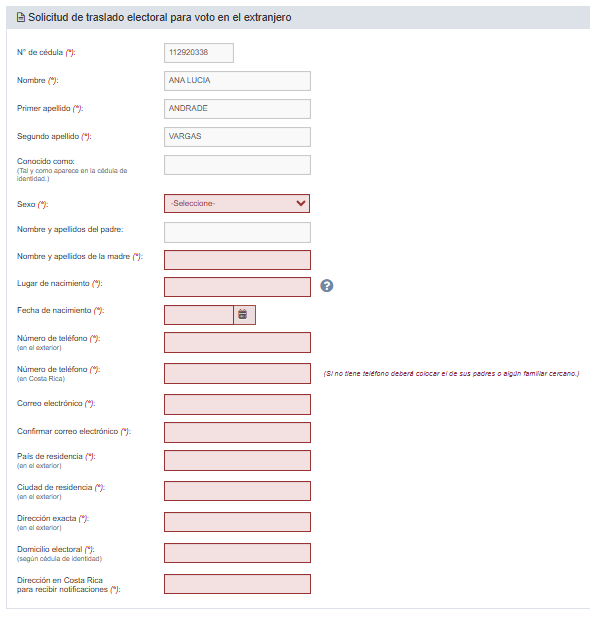 Solicitud de traslado electoral para voto en el extranjero
N° de cédula (*):
112920338
Nombre (*):
ANA LUCIA
Primer apellido (*):
ANDRADE
Segundo apellido (*):
VARGAS
Conocido como:
(Tal y como aparece en la cédula de
identidad.)
Sexo (*):
-Seleccione-
Nombre y apellidos del padre:
Nombre y apellidos de la madre (*):
Lugar de nacimiento (*):
?
Fecha de nacimiento (*):
Número de teléfono (*):
(en el exterior)
Número de teléfono (*):
(en Costa Rica)
(Si no tiene teléfono deberá colocar el de sus padres o algún familiar cercano.)
Correo electrónico (*):
Confirmar correo electrónico (*):
País de residencia (*):
(en el exterior)
Ciudad de residencia (*):
(en el exterior)
Dirección exacta (*):
(en el exterior)
Domicilio electoral (*):
(según cédula de identidad)
Dirección en Costa Rica
para recibir notificaciones (*):